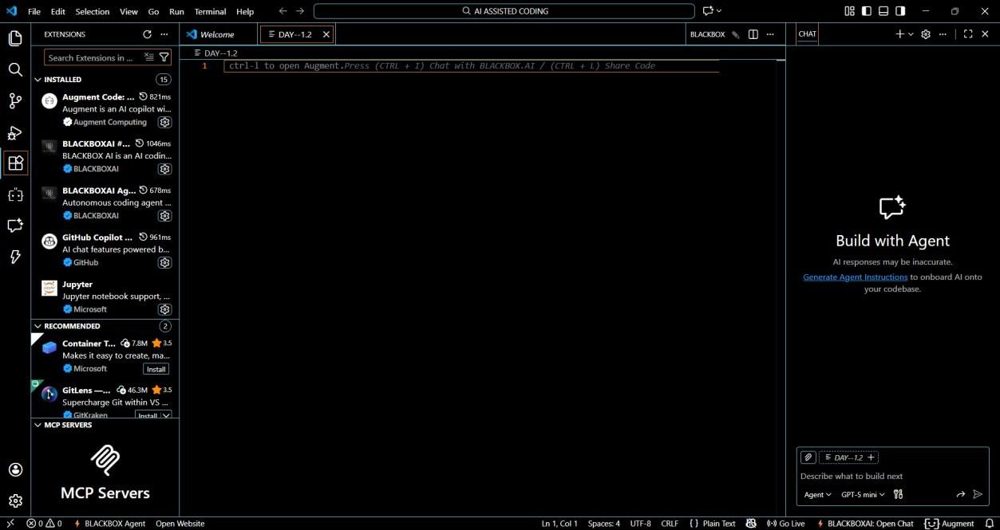 File Edit Selection View Go Run Terminal Help
AI ASSISTED CODING
EXTENSIONS
Search Extensions in ...
INSTALLED 15
Augment Code: ... 821ms
Augment is an AI copilot wi...
Augment Computing
BLACKBOXAI #... 1046ms
BLACKBOX AI is an AI codin...
BLACKBOXAI
BLACKBOXAI Ag... 678ms
Autonomous coding agent ...
BLACKBOXAI
GitHub Copilot ... 961ms
AI chat features powered b...
GitHub
Jupyter
Jupyter notebook support, ...
Microsoft
RECOMMENDED 2
Container T... 7.8M 3.5
Makes it easy to create, ma...
Microsoft Install
GitLens —... 46.3M 3.5
Supercharge Git within VS ...
GitKraken Install
MCP SERVERS
MCP Servers
Welcome DAY--1.2 BLACKBOX
DAY--1.2
1 ctrl-l to open Augment.Press (CTRL + I) Chat with BLACKBOX.AI / (CTRL + L) Share Code
CHAT
Build with Agent
AI responses may be inaccurate.
Generate Agent Instructions to onboard AI onto
your codebase.
DAY--1.2
Describe what to build next
Agent GPT-5 mini
0 0 BLACKBOX Agent Open Website Ln 1, Col 1 Spaces: 4 UTF-8 CRLF { } Plain Text Go Live BLACKBOXAI: Open Chat Augment